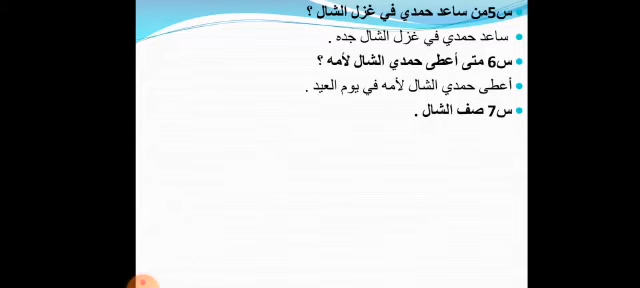 س5من ساعد حمدي في غزل الشال ؟
ساعد حمدي في غزل الشال جده .
س6 متى أعطى حمدي الشال لأمه ؟
أعطى حمدي الشال لأمه في يوم العيد .
س7 صف الشال .